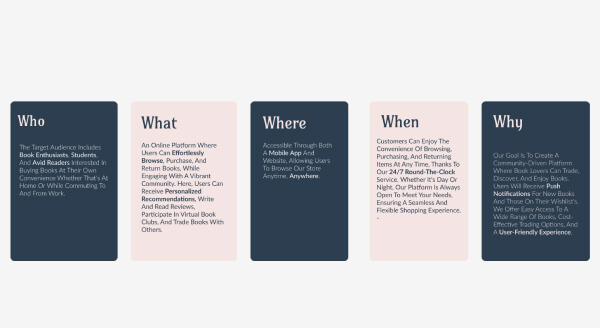 Who
The Target Audience Includes
Book Enthusiasts, Students,
And Avid Readers Interested In
Buying Books At Their Own
Convenience Whether That's At
Home Or While Commuting To
And From Work.
What
An Online Platform Where
Users Can Effortlessly
Browse, Purchase, And
Return Books, While
Engaging With A Vibrant
Community. Here, Users Can
Receive Personalized
Recommendations, Write
And Read Reviews,
Participate In Virtual Book
Clubs, And Trade Books With
Others.
Where
Accessible Through Both
A Mobile App And
Website, Allowing Users
To Browse Our Store
Anytime, Anywhere.
When
Customers Can Enjoy The
Convenience Of Browsing,
Purchasing, And Returning
Items At Any Time, Thanks To
Our 24/7 Round-The-Clock
Service. Whether It's Day Or
Night, Our Platform Is Always
Open To Meet Your Needs,
Ensuring A Seamless And
Flexible Shopping Experience.
Why
Our Goal Is To Create A
Community-Driven Platform
Where Book Lovers Can Trade,
Discover, And Enjoy Books.
Users Will Receive Push
Notifications For New Books
And Those On Their Wishlist's.
We Offer Easy Access To A
Wide Range Of Books, Cost-
Effective Trading Options, And
A User-Friendly Experience.